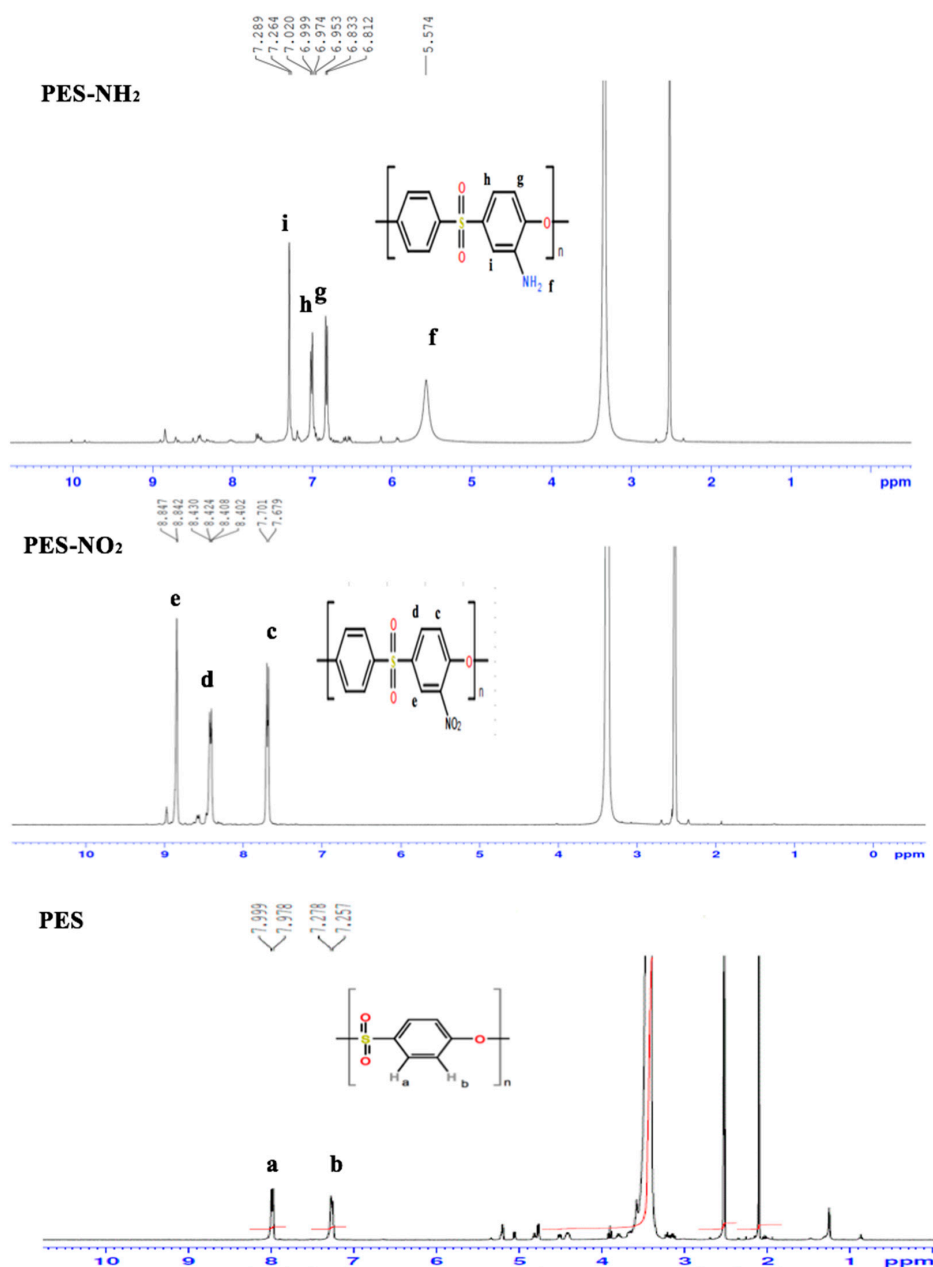 7.289
7.264
7.020
6.999
6.974
6.953
6.833
6.812
5.574
PES-NH₂
O
h
g
S
O
n
O
i
NH₂
f
i
h
g
f
10 9 8 7 6 5 4 3 2 1 ppm
8.847
8.842
8.430
8.424
8.408
8.402
7.701
7.679
PES-NO₂
e
d
c
O
d
c
S
O
n
O
e
NO₂
10 9 8 7 6 5 4 3 2 1 0 ppm
7.999
7.978
7.278
7.257
PES
O
S
O
O
H
a
H
b
n
a
b
10 9 8 7 6 5 4 3 2 1 ppm